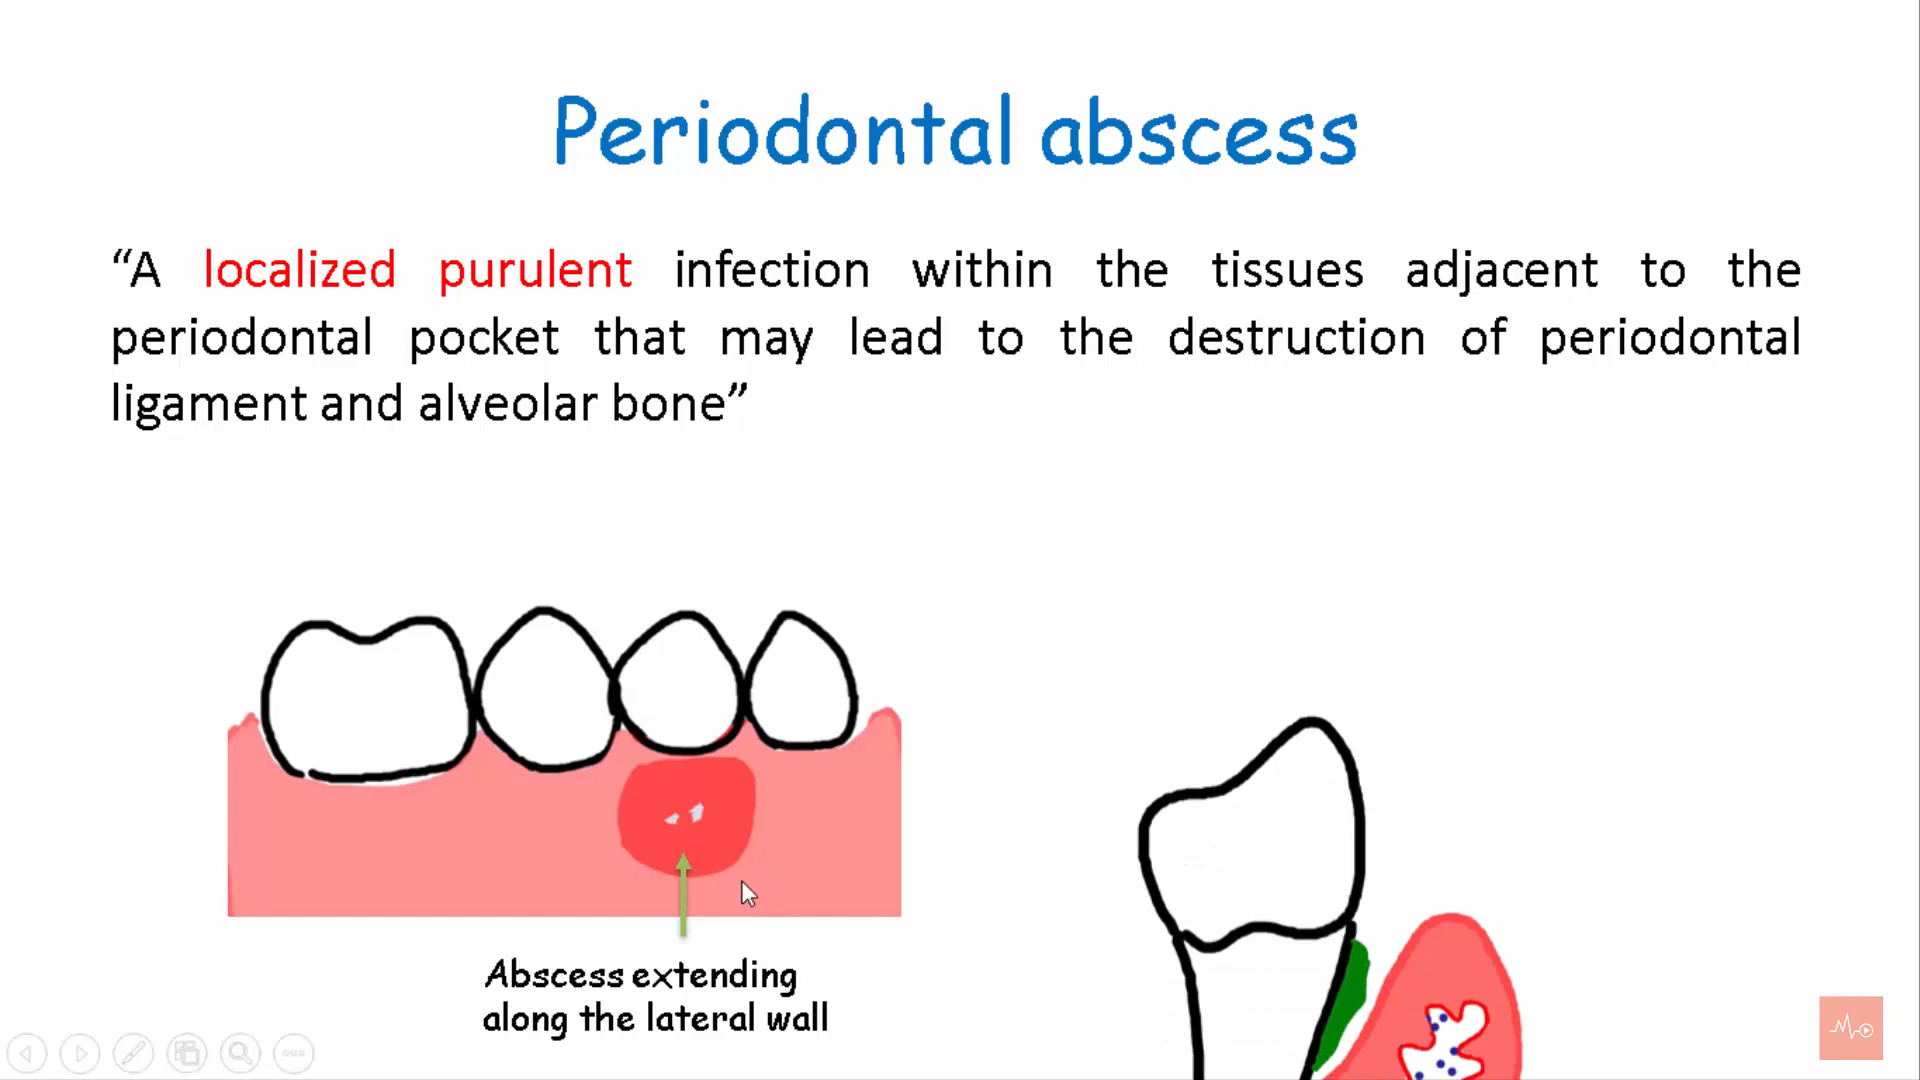 Periodontal abscess
“A localized purulent infection within the tissues adjacent to the
periodontal pocket that may lead to the destruction of periodontal
ligament and alveolar bone”
Abscess extending
along the lateral wall